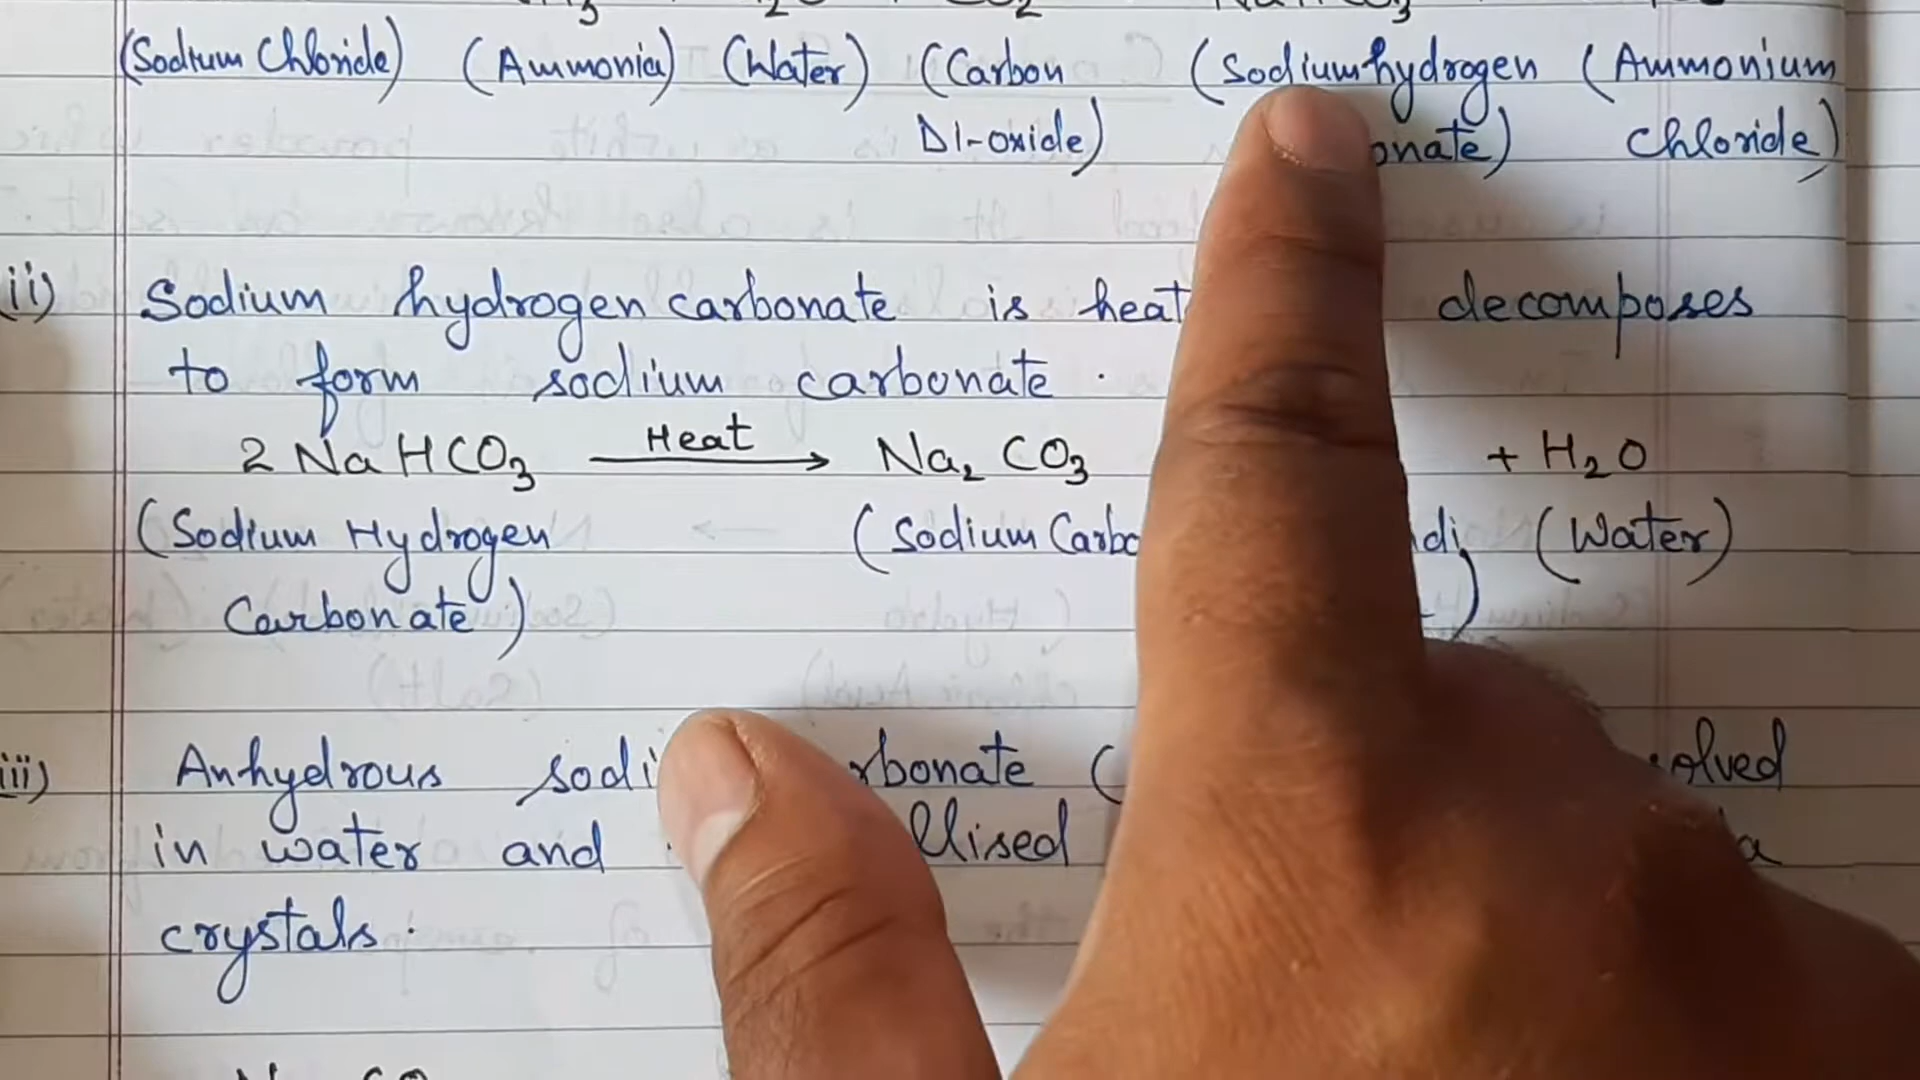 (Sodium Chloride) (Ammonia) (Water) (Carbon (Sodium hydrogen (Ammonium
Di-oxide) onate) chloride)
ii) Sodium hydrogen carbonate is heat decomposes
to form sodium carbonate.
2 NaHCO₃ Heat → Na₂ CO₃ + H₂O
(Sodium Hydrogen (Sodium Carbo di (Water)
Carbonate) )
iii) Anhydrous sodi rbonate ( olved
in water and llised a
crystals.